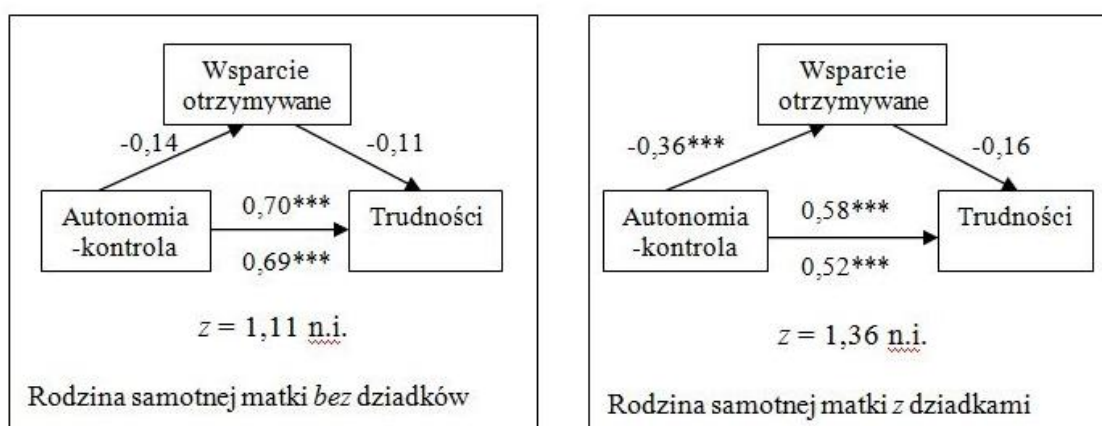 Wsparcie
otrzymywane
-0,14
-0,11
Autonomia
-kontrola
0,70***
0,69***
Trudności
z = 1,11 n.i.
Rodzina samotnej matki bez dziadków
Wsparcie
otrzymywane
-0,36***
-0,16
Autonomia
-kontrola
0,58***
0,52***
Trudności
z = 1,36 n.i.
Rodzina samotnej matki z dziadkami